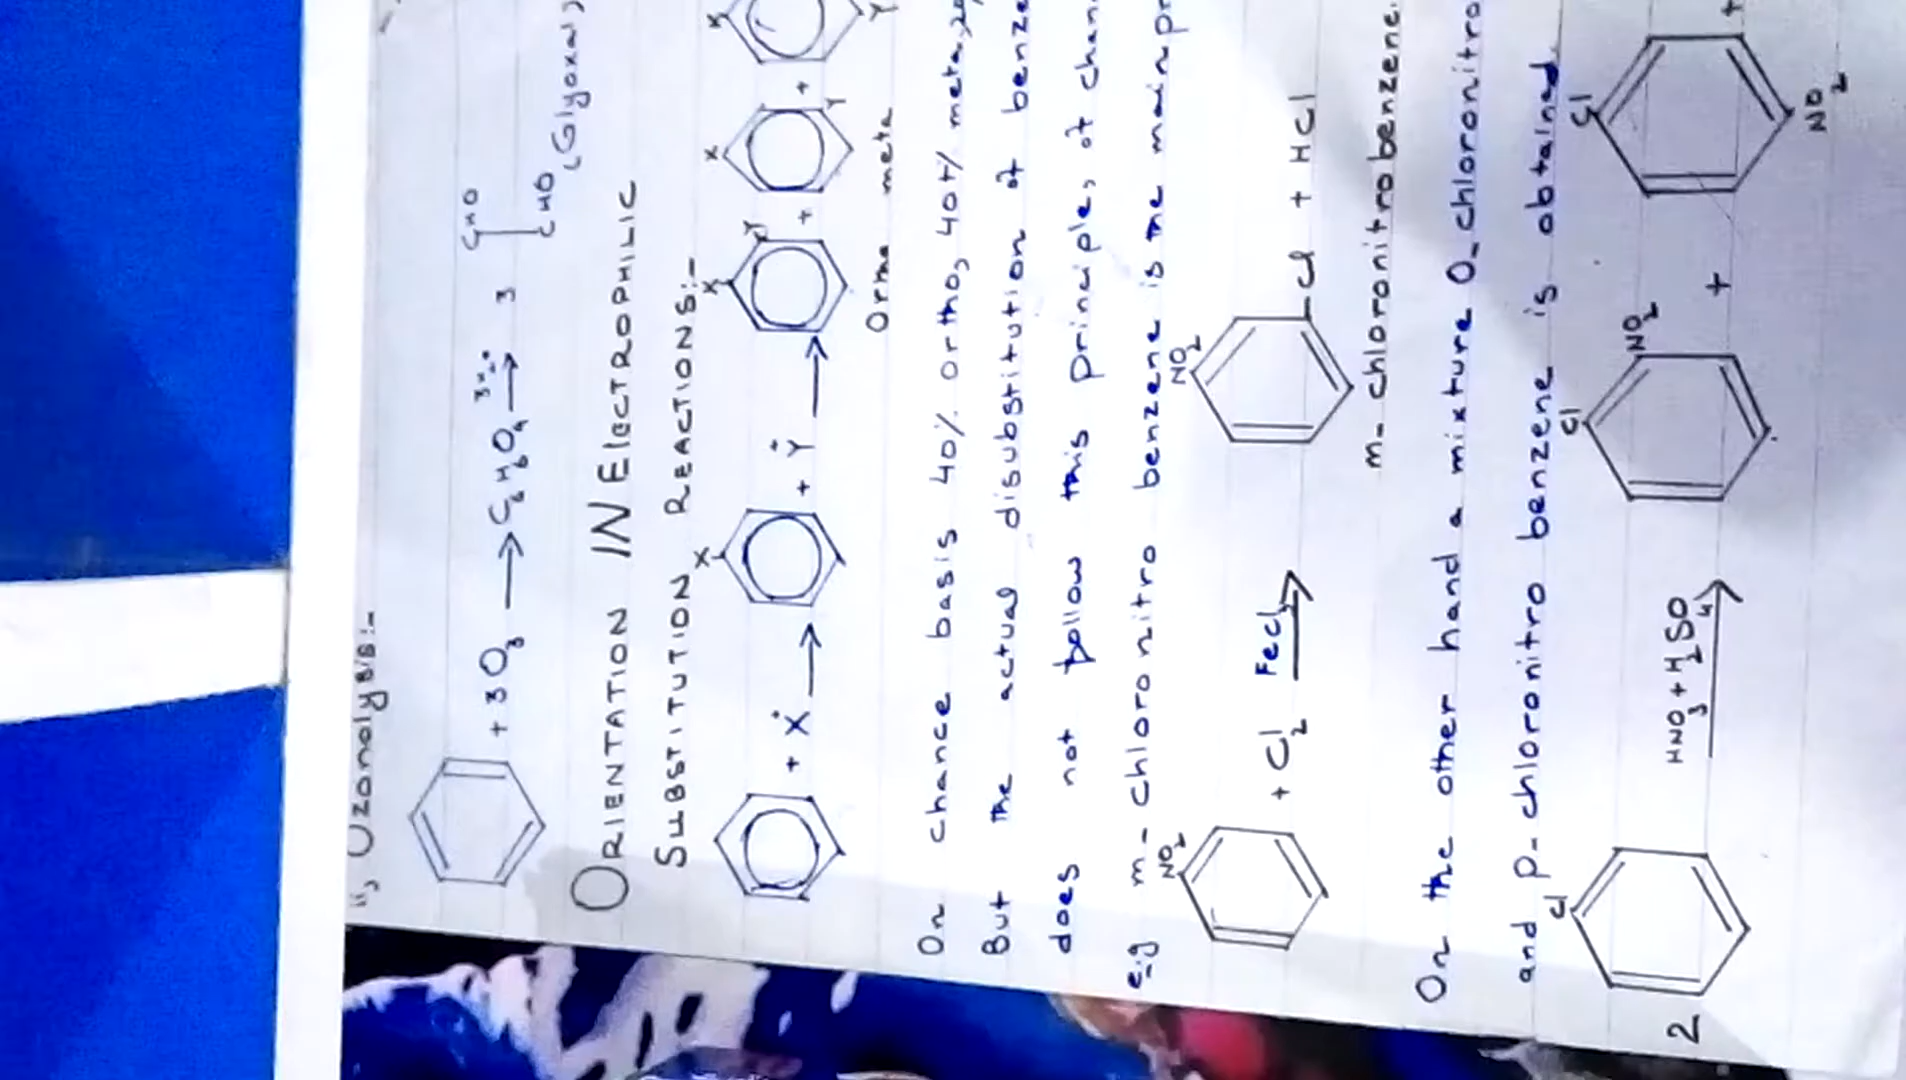 ii, Ozonolysis:-
+ 3O3 → C6H6O4 3H2O → 3 CHO
CHO (Glyoxal)
ORIENTATION IN ElECTROPHILIC
SUBSTITUTION REACTIONS:-
+ X → X + Y → X Y + X Y + X Y
Ortho meta
On chance basis 40% ortho, 40% meta, 20
But the actual disubstitution of benze
does not follow this principle, of chan
e.g m- chloronitro benzene is the main pr
NO2 + Cl2 FeCl3 → NO2 Cl + HCl
m- chloronitrobenzene.
On the other hand a mixture O-chloronitro
and p-chloronitro benzene is obtained.
2 Cl HNO3 + H2SO4 → Cl NO2 + Cl NO2 +